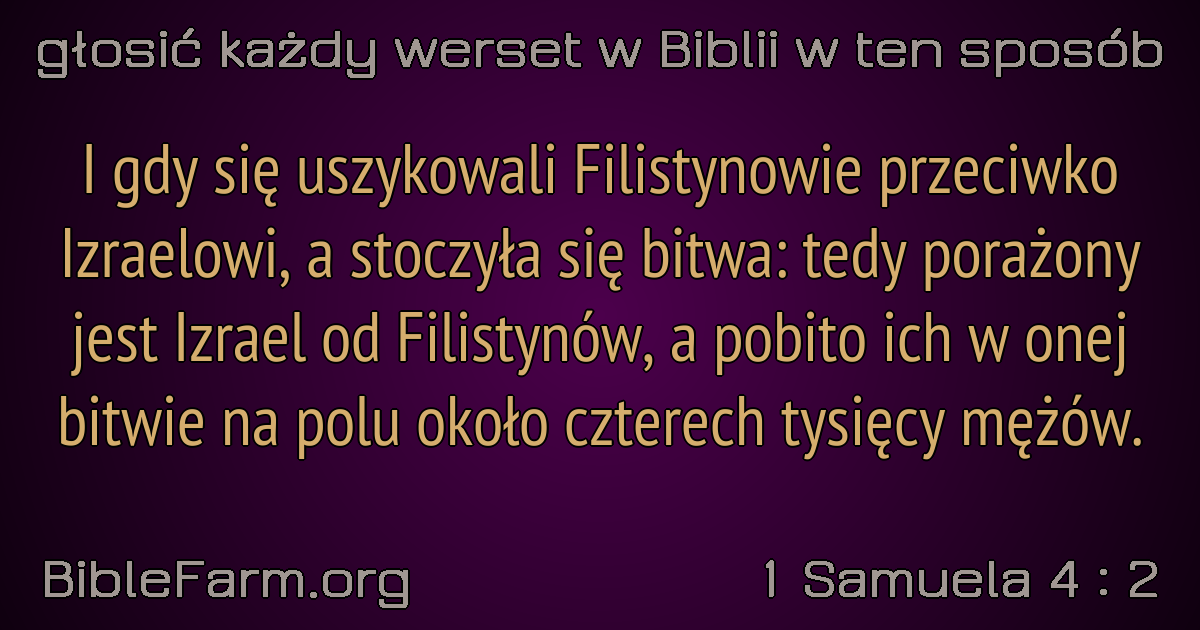 głosić każdy werset w Biblii w ten sposób
I gdy się uszykowali Filistynowie przeciwko
Izraelowi, a stoczyła się bitwa: tedy porażony
jest Izrael od Filistynów, a pobito ich w onej
bitwie na polu około czterech tysięcy mężów.
BibleFarm.org
1 Samuela 4 : 2